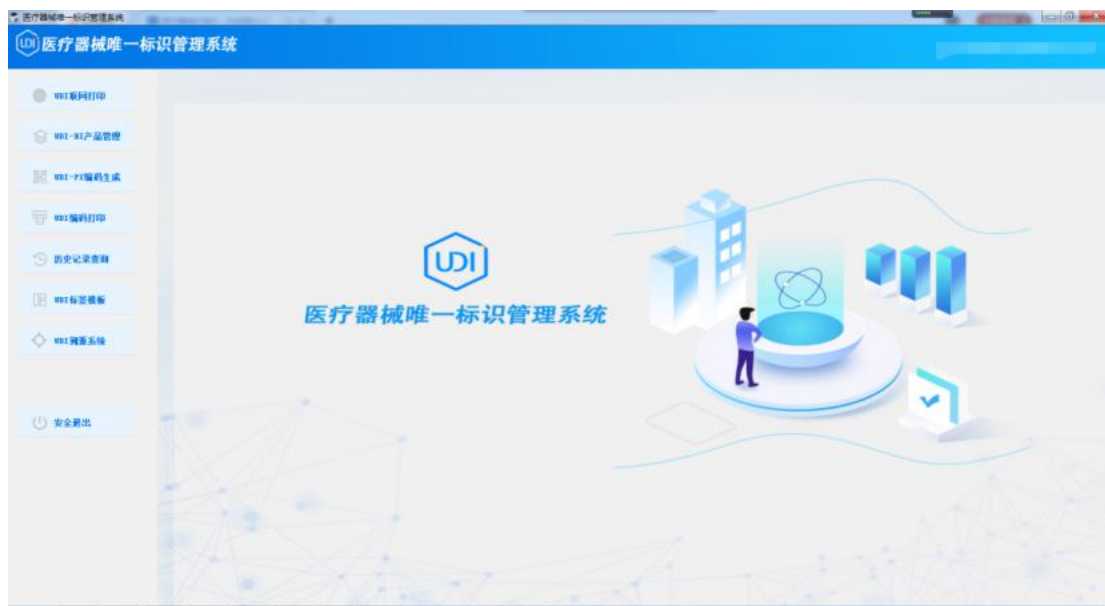 医疗器械唯一标识管理系统
UDI
医疗器械唯一标识管理系统
UDI联网打印
UDI-DI产品管理
UDI-PI编码生成
UDI编码打印
历史记录查询
UDI标签模板
UDI溯源系统
安全退出
UDI
医疗器械唯一标识管理系统